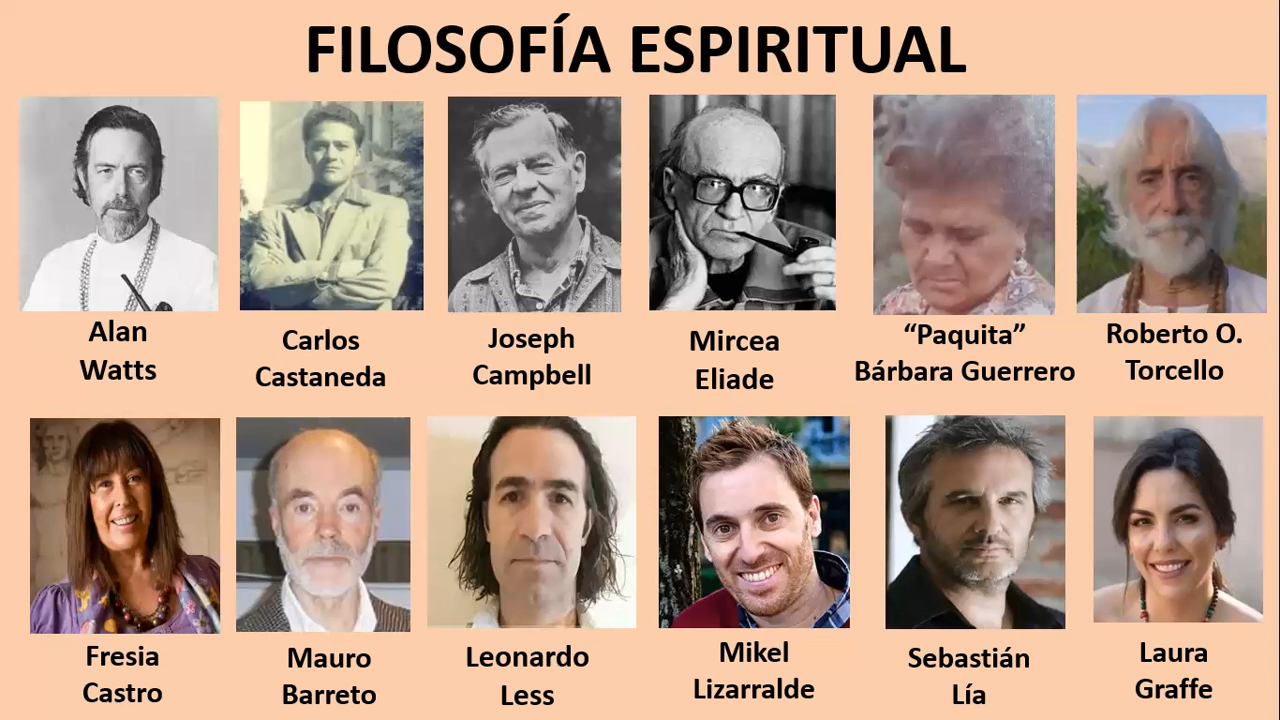 FILOSOFÍA ESPIRITUAL
Alan
Watts
Carlos
Castaneda
Joseph
Campbell
Mircea
Eliade
“Paquita”
Bárbara Guerrero
Roberto O.
Torcello
Fresia
Castro
Mauro
Barreto
Leonardo
Less
Mikel
Lizarralde
Sebastián
Lía
Laura
Graffe